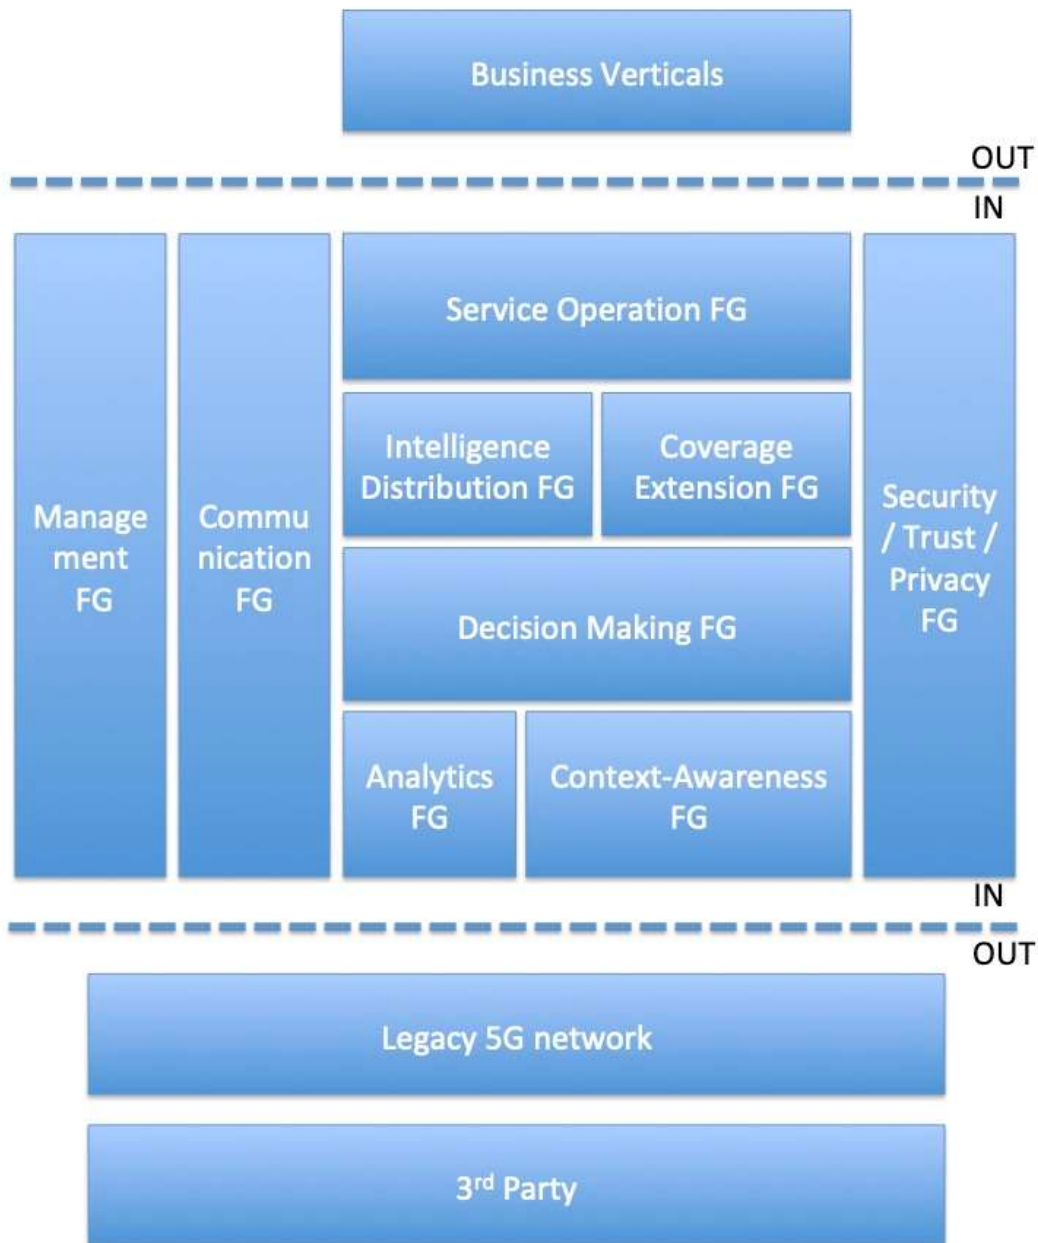 Business Verticals
OUT
IN
Manage
ment
FG
Commu
nication
FG
Service Operation FG
Intelligence
Distribution FG
Coverage
Extension FG
Decision Making FG
Analytics
FG
Context-Awareness
FG
Security
/ Trust /
Privacy
FG
IN
OUT
Legacy 5G network
3rd Party